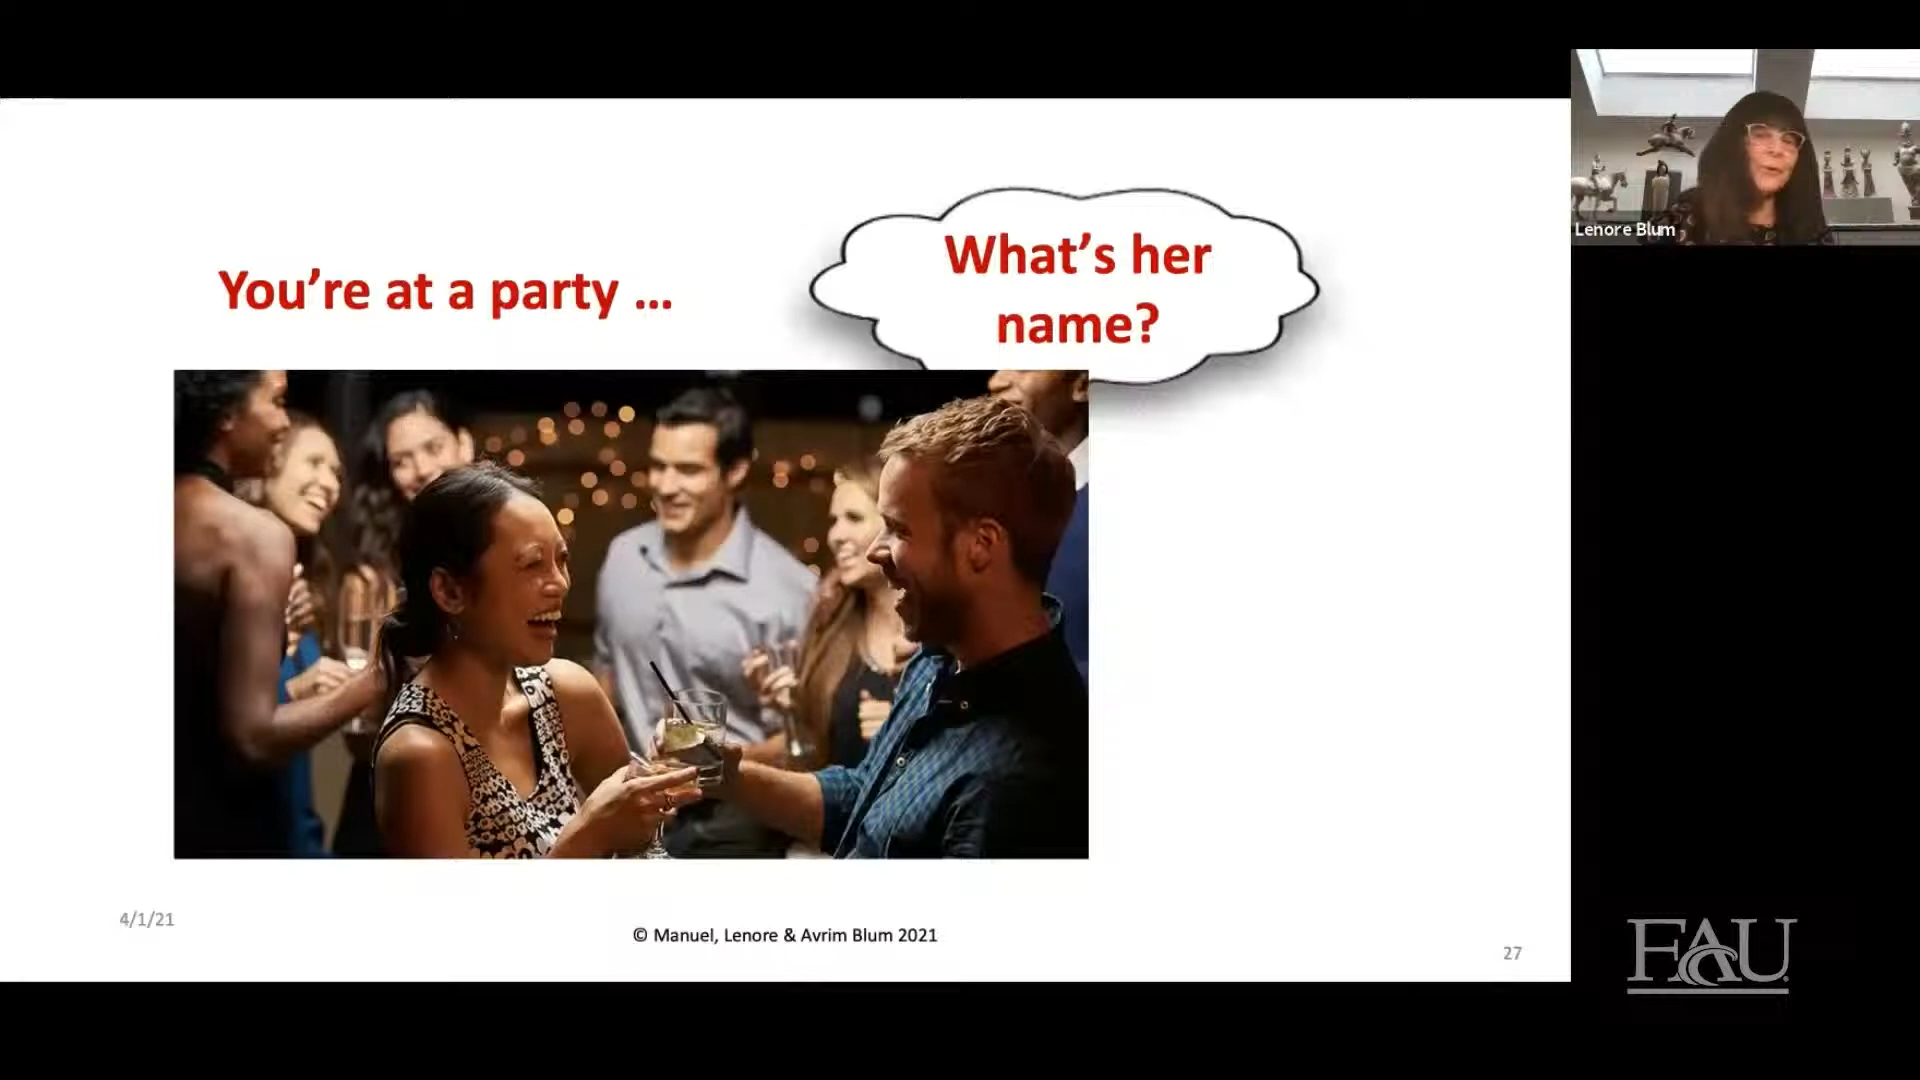 Lenore Blum
You're at a party ...
What's her
name?
4/1/21
© Manuel, Lenore & Avrim Blum 2021
27
FAU